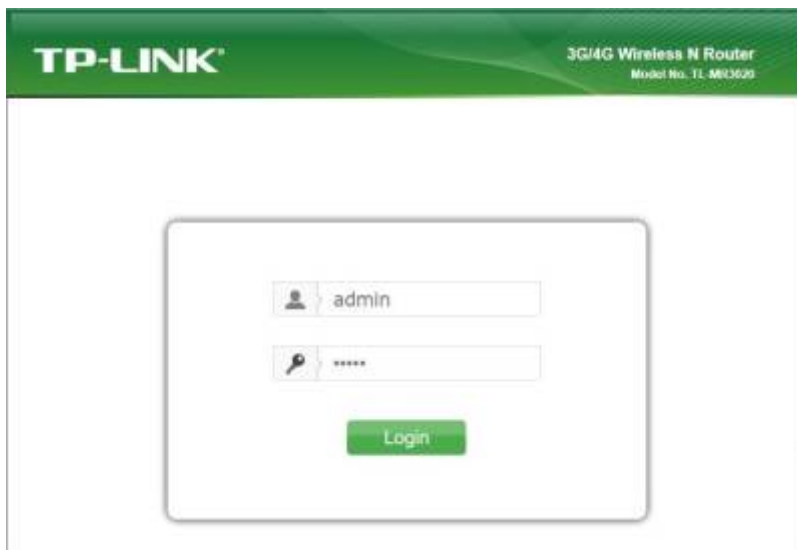 TP-LINK®
3G/4G Wireless N Router
Model No. TL-MR3020
admin
•••••
Login